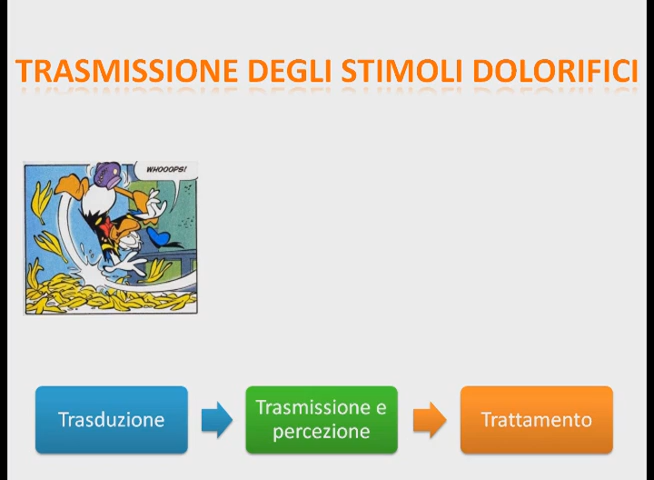 TRASMISSIONE DEGLI STIMOLI DOLORIFICI
WHOOOPS!
Trasduzione
Trasmissione e
percezione
Trattamento